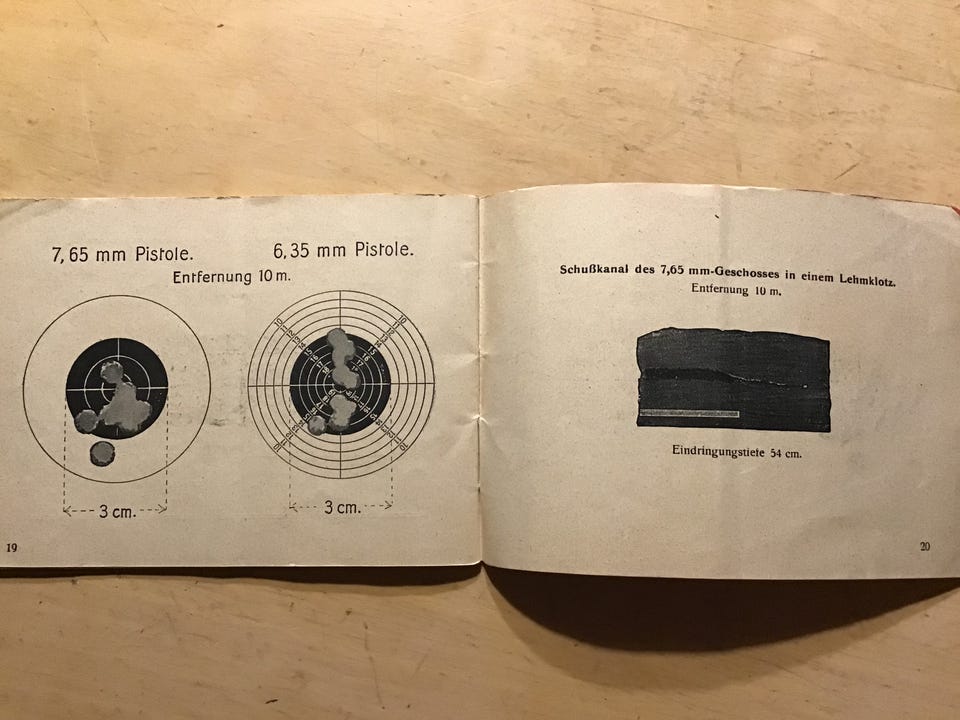 7,65 mm Pistole.
6,35 mm Pistole.
Entfernung 10 m.
3 cm.
3 cm.
19
Schußkanal des 7,65 mm-Geschosses in einem Lehmklotz.
Entfernung 10 m.
Eindringungstiefe 54 cm.
20